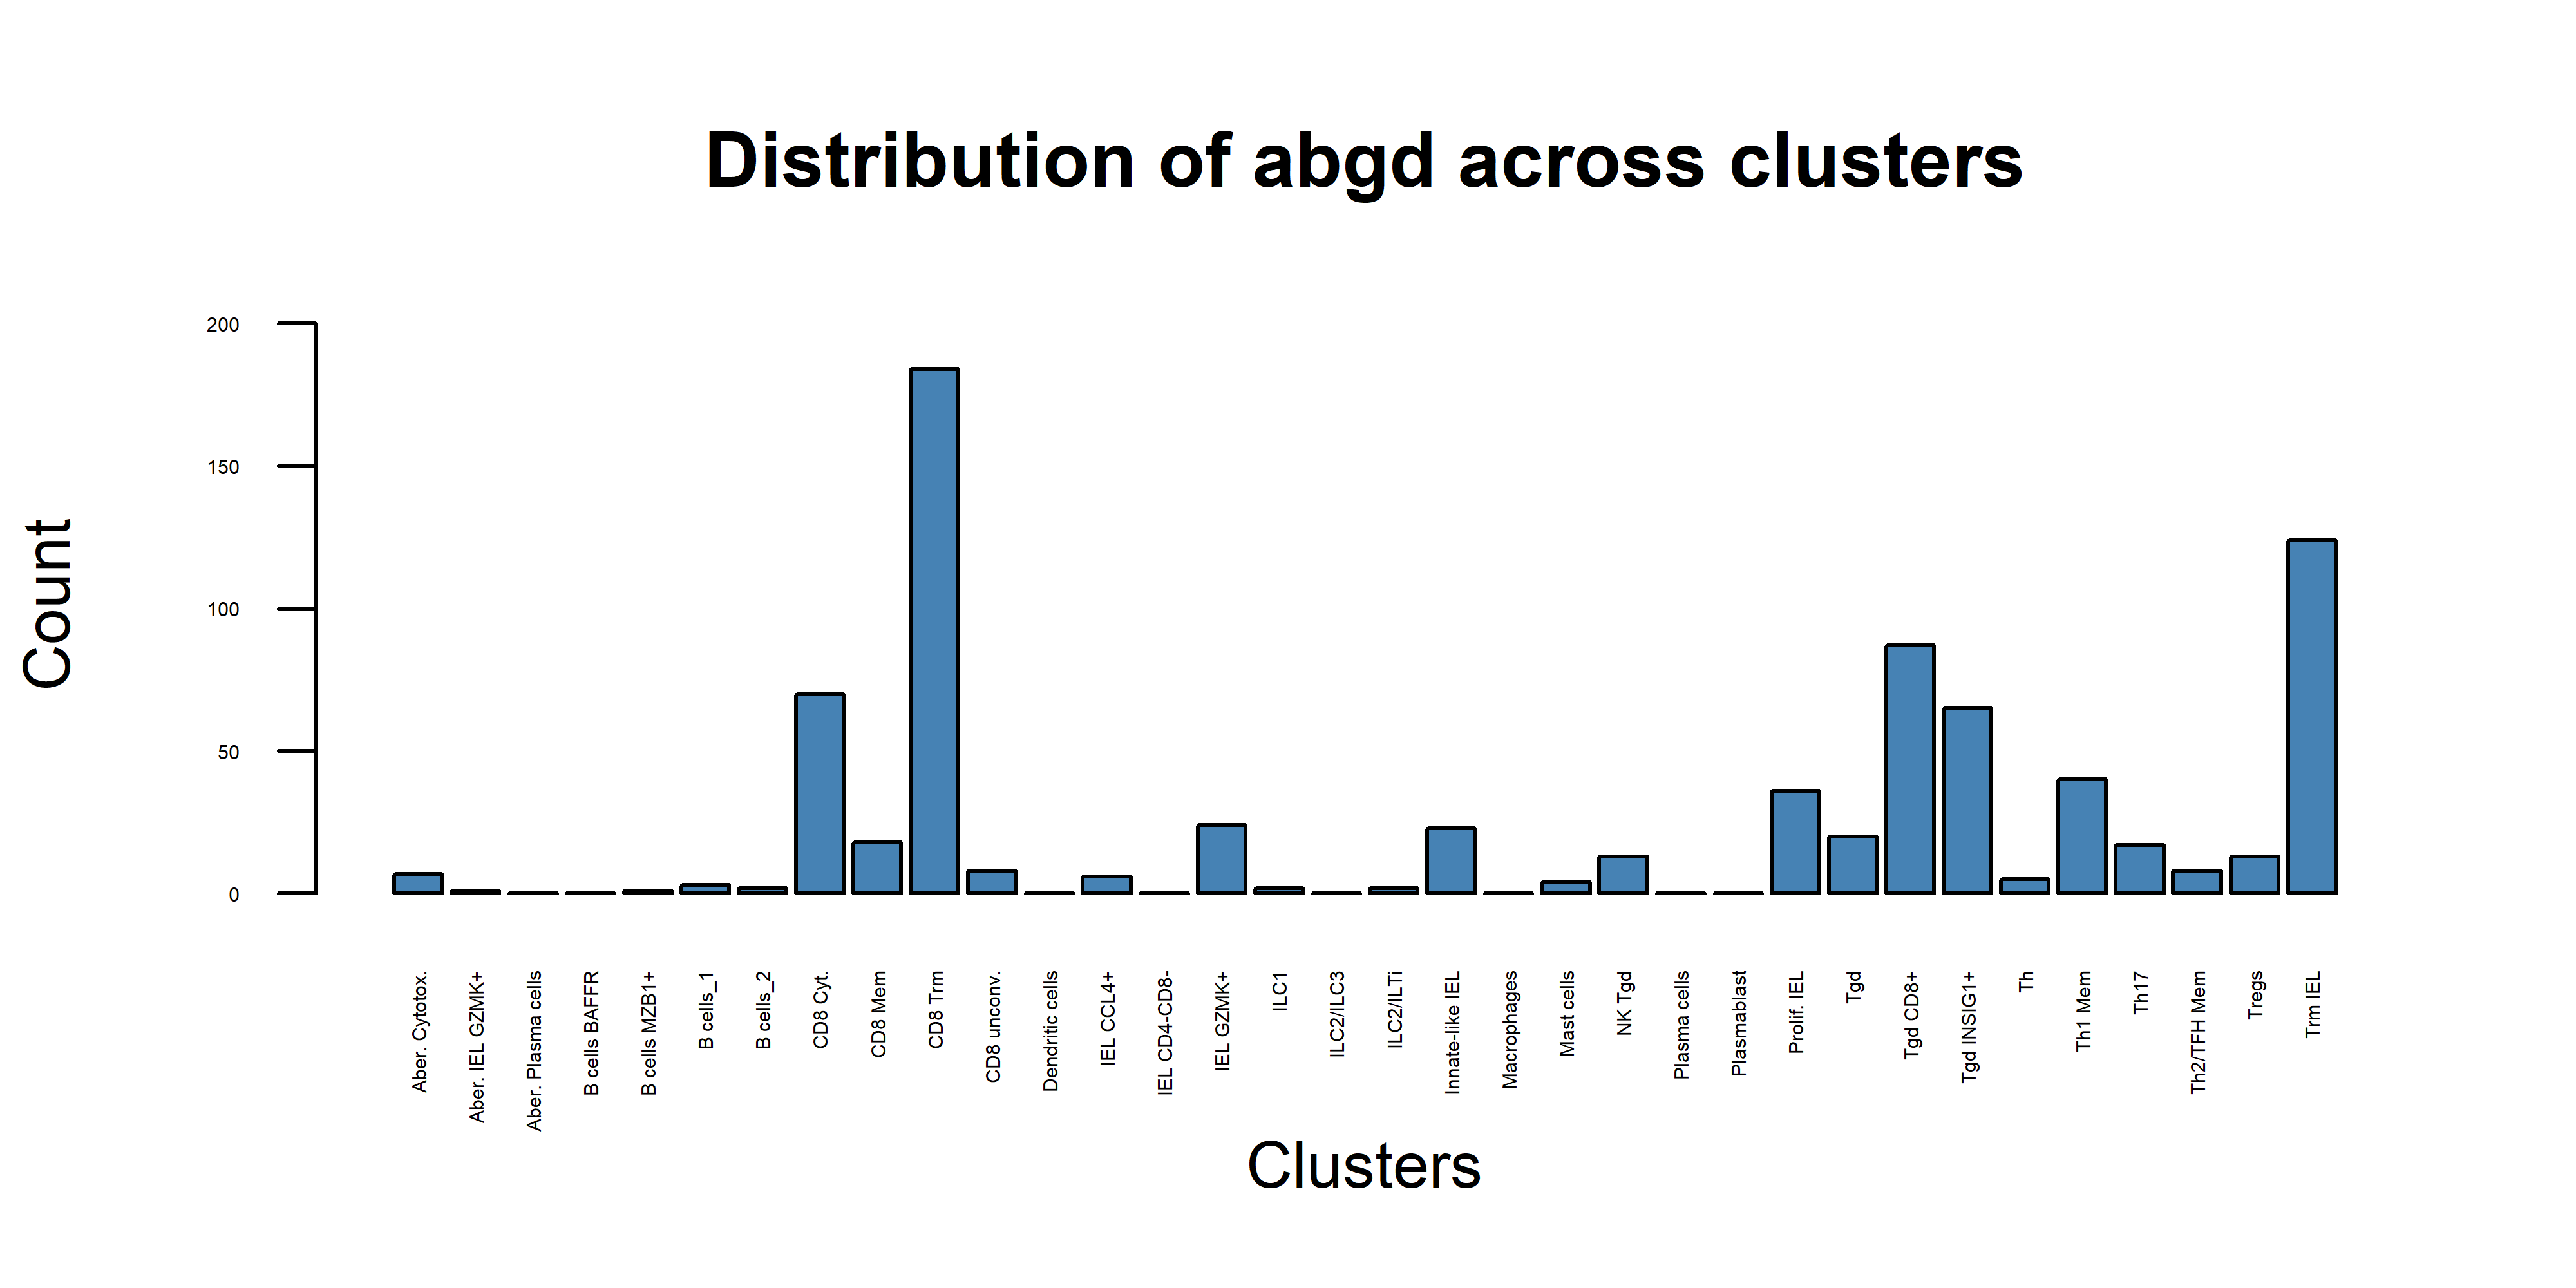 Distribution of abgd across clusters
Count
200
150
100
50
0
Aber. Cytotox.
Aber. IEL GZMK+
Aber. Plasma cells
B cells BAFFR
B cells MZB1+
B cells_1
B cells_2
CD8 Cyt.
CD8 Mem
CD8 Trm
CD8 unconv.
Dendritic cells
IEL CCL4+
IEL CD4-CD8-
IEL GZMK+
ILC1
ILC2/ILC3
ILC2/ILTi
Innate-like IEL
Macrophages
Mast cells
NK Tgd
Plasma cells
Plasmablast
Prolif. IEL
Tgd
Tgd CD8+
Tgd INSIG1+
Th
Th1 Mem
Th17
Th2/TFH Mem
Tregs
Trm IEL
Clusters